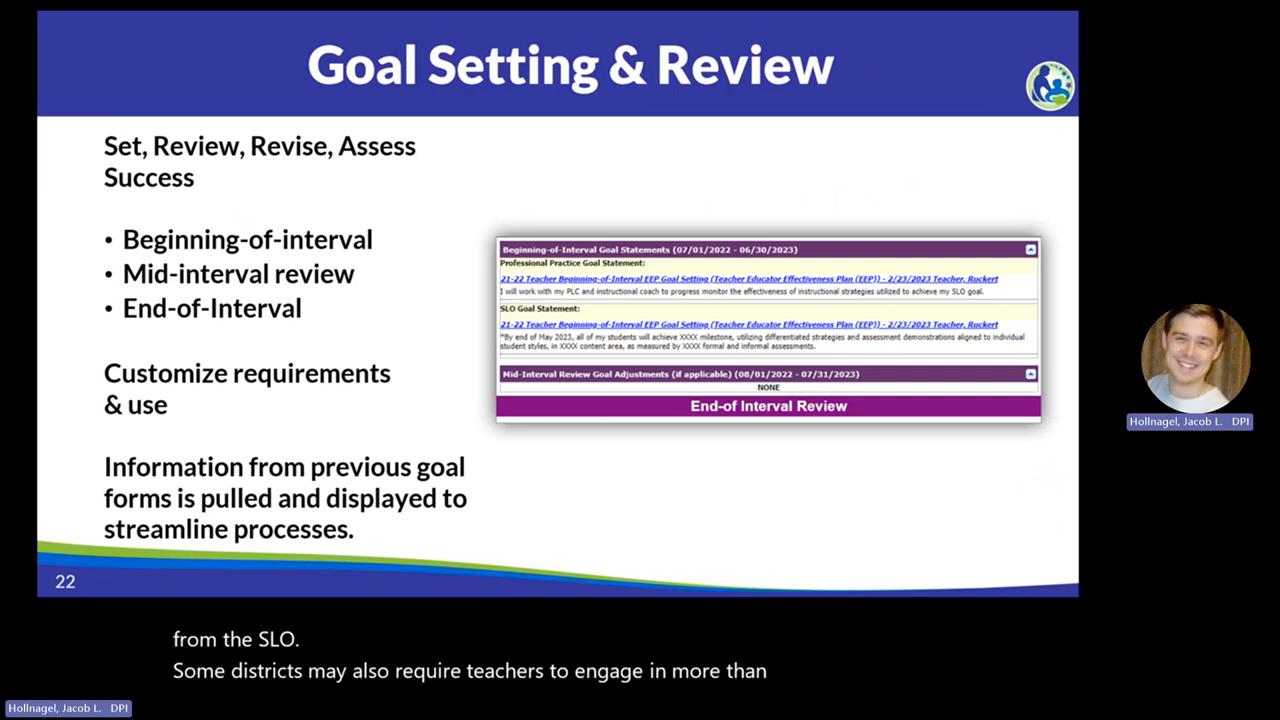 Goal Setting & Review
Set, Review, Revise, Assess
Success
• Beginning-of-interval
• Mid-interval review
• End-of-Interval
Customize requirements
& use
Information from previous goal
forms is pulled and displayed to
streamline processes.
Beginning-of-Interval Goal Statements (07/01/2022 - 06/30/2023)
Professional Practice Goal Statement:
21-22 Teacher Beginning-of-Interval EEP Goal Setting (Teacher Educator Effectiveness Plan (EEP)) - 2/23/2023 Teacher, Ruckert
I will work with my PLC and instructional coach to progress monitor the effectiveness of instructional strategies utilized to achieve my SLO goal.
SLO Goal Statement:
21-22 Teacher Beginning-of-Interval EEP Goal Setting (Teacher Educator Effectiveness Plan (EEP)) - 2/23/2023 Teacher, Ruckert
"By end of May 2023, all of my students will achieve XXXX milestone, utilizing differentiated strategies and assessment demonstrations aligned to individual
student styles, in XXXX content area, as measured by XXXX formal and informal assessments.
Mid-Interval Review Goal Adjustments (if applicable) (08/01/2022 - 07/31/2023)
NONE
End-of Interval Review
22
Hollnagel, Jacob L. DPI
from the SLO.
Some districts may also require teachers to engage in more than
Hollnagel, Jacob L. DPI